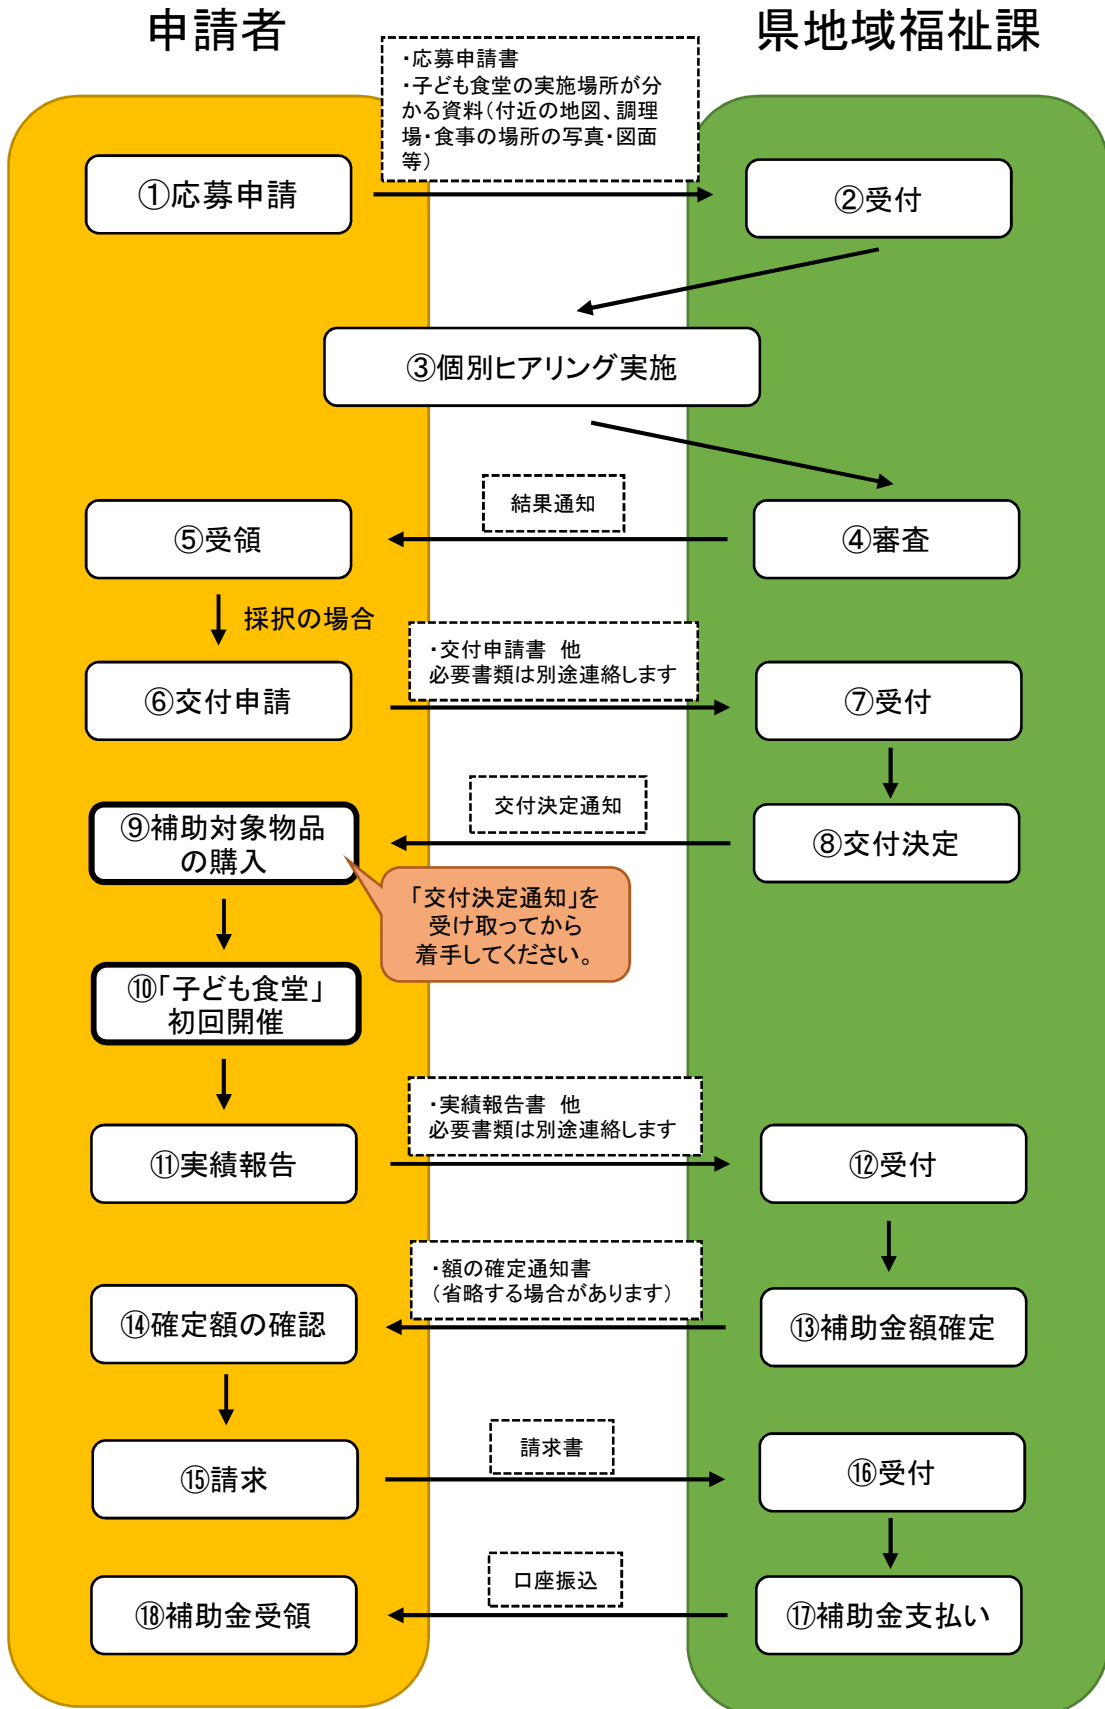 申請者
県地域福祉課
・応募申請書
・子ども食堂の実施場所が分
かる資料（付近の地図、調理
場・食事の場所の写真・図面
等）
①応募申請
②受付
③個別ヒアリング実施
結果通知
⑤受領
④審査
採択の場合
・交付申請書　他
必要書類は別途連絡します
⑥交付申請
⑦受付
交付決定通知
⑨補助対象物品
の購入
⑧交付決定
「交付決定通知」を
受け取ってから
着手してください。
⑩「子ども食堂」
初回開催
・実績報告書　他
必要書類は別途連絡します
⑪実績報告
⑫受付
・額の確定通知書
（省略する場合があります）
⑭確定額の確認
⑬補助金額確定
請求書
⑮請求
⑯受付
口座振込
⑱補助金受領
⑰補助金支払い